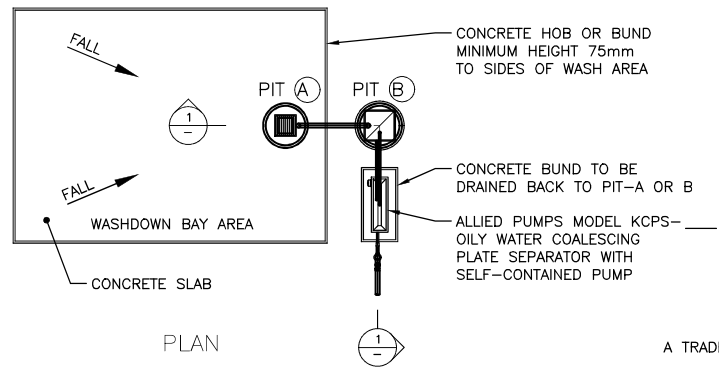 FALL
PIT A
PIT B
CONCRETE HOB OR BUND
MINIMUM HEIGHT 75mm
TO SIDES OF WASH AREA
1
–
FALL
WASHDOWN BAY AREA
CONCRETE BUND TO BE
DRAINED BACK TO PIT-A OR B
ALLIED PUMPS MODEL KCPS-____
OILY WATER COALESCING
PLATE SEPARATOR WITH
SELF-CONTAINED PUMP
CONCRETE SLAB
PLAN
1
–
A TRADE